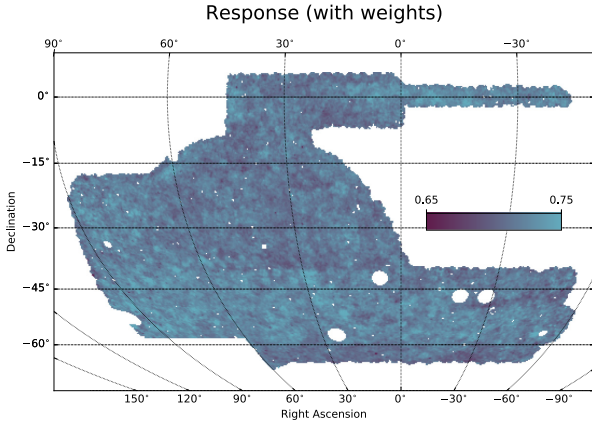 Response (with weights)
90° 60° 30° 0° −30°
0°
−15°
−30°
−45°
−60°
Declination
0.65 0.75
150° 120° 90° 60° 30° 0° −30° −60° −90°
Right Ascension